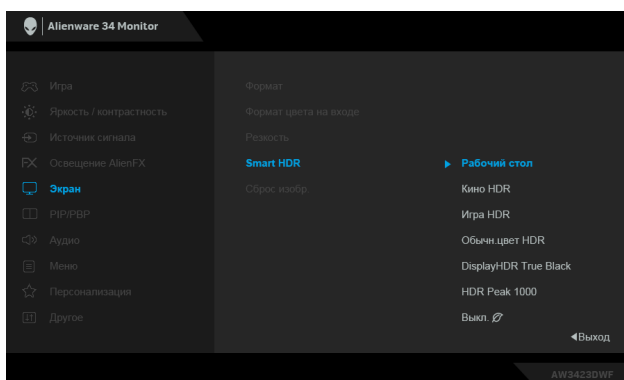 Alienware 34 Monitor
Игра
Яркость / контрастность
Источник сигнала
Освещение AlienFX
Экран
PIP/PBP
Аудио
Меню
Персонализация
Другое
Формат
Формат цвета на входе
Резкость
Smart HDR
Сброс изобр.
Рабочий стол
Кино HDR
Игра HDR
Обычн.цвет HDR
DisplayHDR True Black
HDR Peak 1000
Выкл.
Выход
AW3423DWF